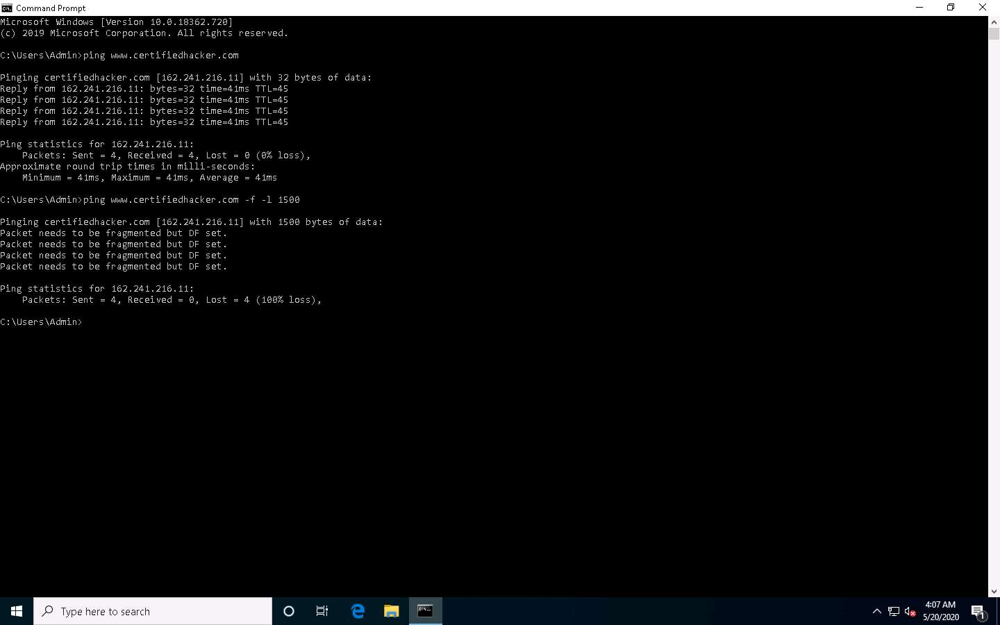 Command Prompt
Microsoft Windows [Version 10.0.18362.720]
(c) 2019 Microsoft Corporation. All rights reserved.
C:\Users\Admin>ping www.certifiedhacker.com
Pinging certifiedhacker.com [162.241.216.11] with 32 bytes of data:
Reply from 162.241.216.11: bytes=32 time=41ms TTL=45
Reply from 162.241.216.11: bytes=32 time=41ms TTL=45
Reply from 162.241.216.11: bytes=32 time=41ms TTL=45
Reply from 162.241.216.11: bytes=32 time=41ms TTL=45
Ping statistics for 162.241.216.11:
    Packets: Sent = 4, Received = 4, Lost = 0 (0% loss),
Approximate round trip times in milli-seconds:
    Minimum = 41ms, Maximum = 41ms, Average = 41ms
C:\Users\Admin>ping www.certifiedhacker.com -f -l 1500
Pinging certifiedhacker.com [162.241.216.11] with 1500 bytes of data:
Packet needs to be fragmented but DF set.
Packet needs to be fragmented but DF set.
Packet needs to be fragmented but DF set.
Packet needs to be fragmented but DF set.
Ping statistics for 162.241.216.11:
    Packets: Sent = 4, Received = 0, Lost = 4 (100% loss),
C:\Users\Admin>
Type here to search
4:07 AM
5/20/2020
1